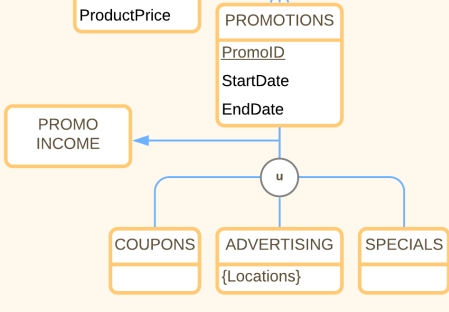 ProductPrice
PROMOTIONS
PromoID
StartDate
EndDate
PROMO
INCOME
u
COUPONS
ADVERTISING
SPECIALS
{Locations}